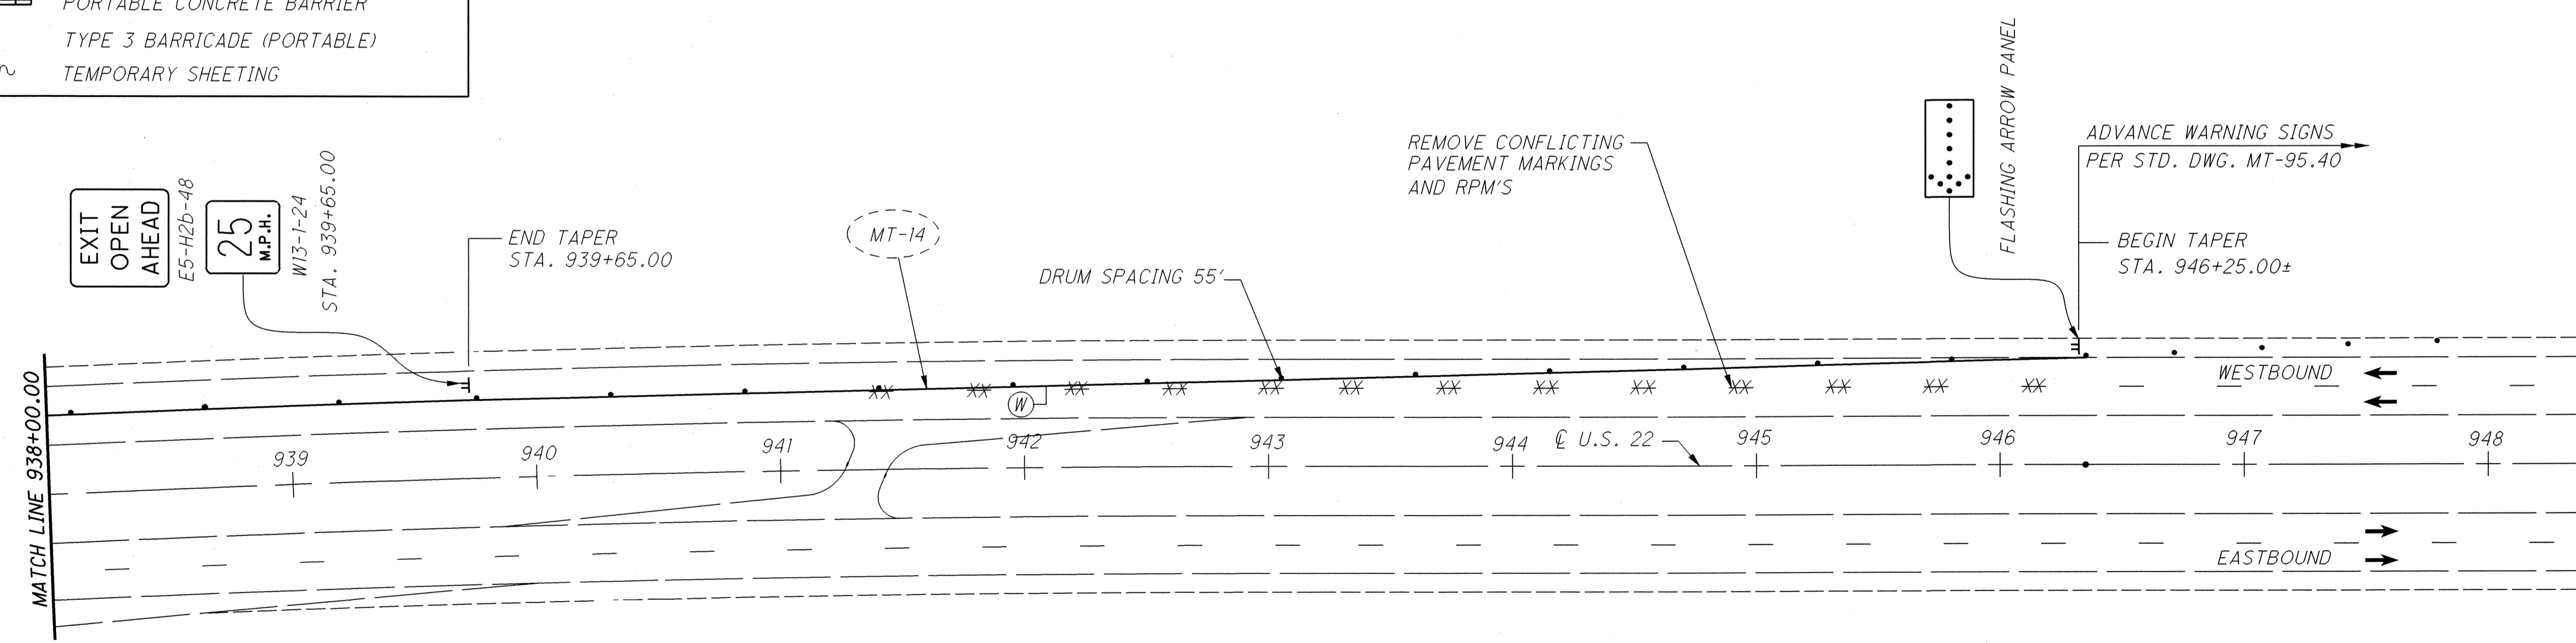 PORTABLE CONCRETE BARRIER
TYPE 3 BARRICADE (PORTABLE)
TEMPORARY SHEETING
EXIT
OPEN
AHEAD
E5-H2b-48
25
M.P.H.
W13-1-24
STA. 939+65.00
END TAPER
STA. 939+65.00
MT-14
DRUM SPACING 55'
REMOVE CONFLICTING
PAVEMENT MARKINGS
AND RPM'S
FLASHING ARROW PANEL
ADVANCE WARNING SIGNS
PER STD. DWG. MT-95.40
BEGIN TAPER
STA. 946+25.00±
WESTBOUND
W
939
940
941
942
943
944
℄ U.S. 22
945
946
947
948
EASTBOUND
MATCH LINE 938+00.00